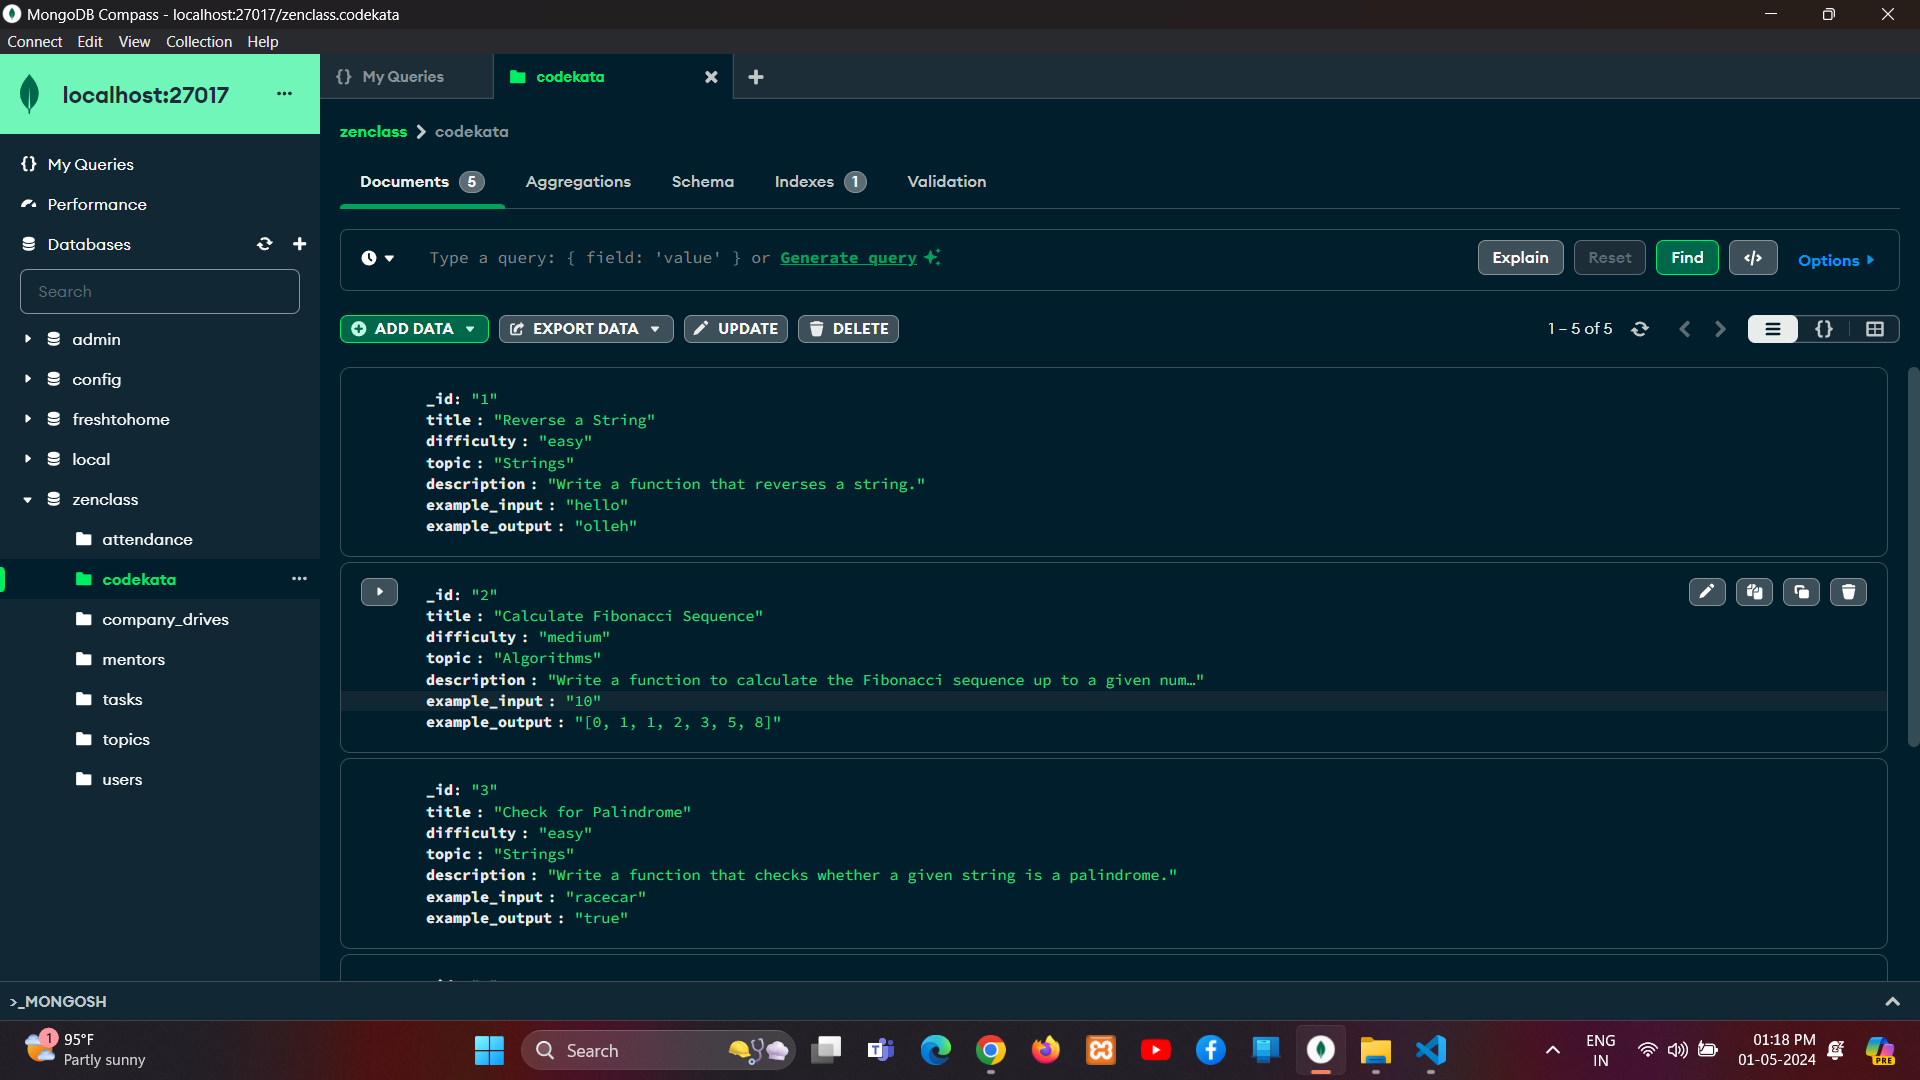 MongoDB Compass - localhost:27017/zenclass.codekata
Connect Edit View Collection Help
localhost:27017 ...
{} My Queries
codekata
My Queries
Performance
Databases
Search
admin
config
freshtohome
local
zenclass
attendance
codekata ...
company_drives
mentors
tasks
topics
users
zenclass > codekata
Documents 5 Aggregations Schema Indexes 1 Validation
Type a query: { field: 'value' } or Generate query
Explain Reset Find </> Options
ADD DATA EXPORT DATA UPDATE DELETE
1 – 5 of 5
{}
_id: "1"
title : "Reverse a String"
difficulty : "easy"
topic : "Strings"
description : "Write a function that reverses a string."
example_input : "hello"
example_output : "olleh"
_id: "2"
title : "Calculate Fibonacci Sequence"
difficulty : "medium"
topic : "Algorithms"
description : "Write a function to calculate the Fibonacci sequence up to a given num…"
example_input : "10"
example_output : "[0, 1, 1, 2, 3, 5, 8]"
_id: "3"
title : "Check for Palindrome"
difficulty : "easy"
topic : "Strings"
description : "Write a function that checks whether a given string is a palindrome."
example_input : "racecar"
example_output : "true"
>_MONGOSH
1
95°F
Partly sunny
Search
ENG
IN
01:18 PM
01-05-2024
PRE